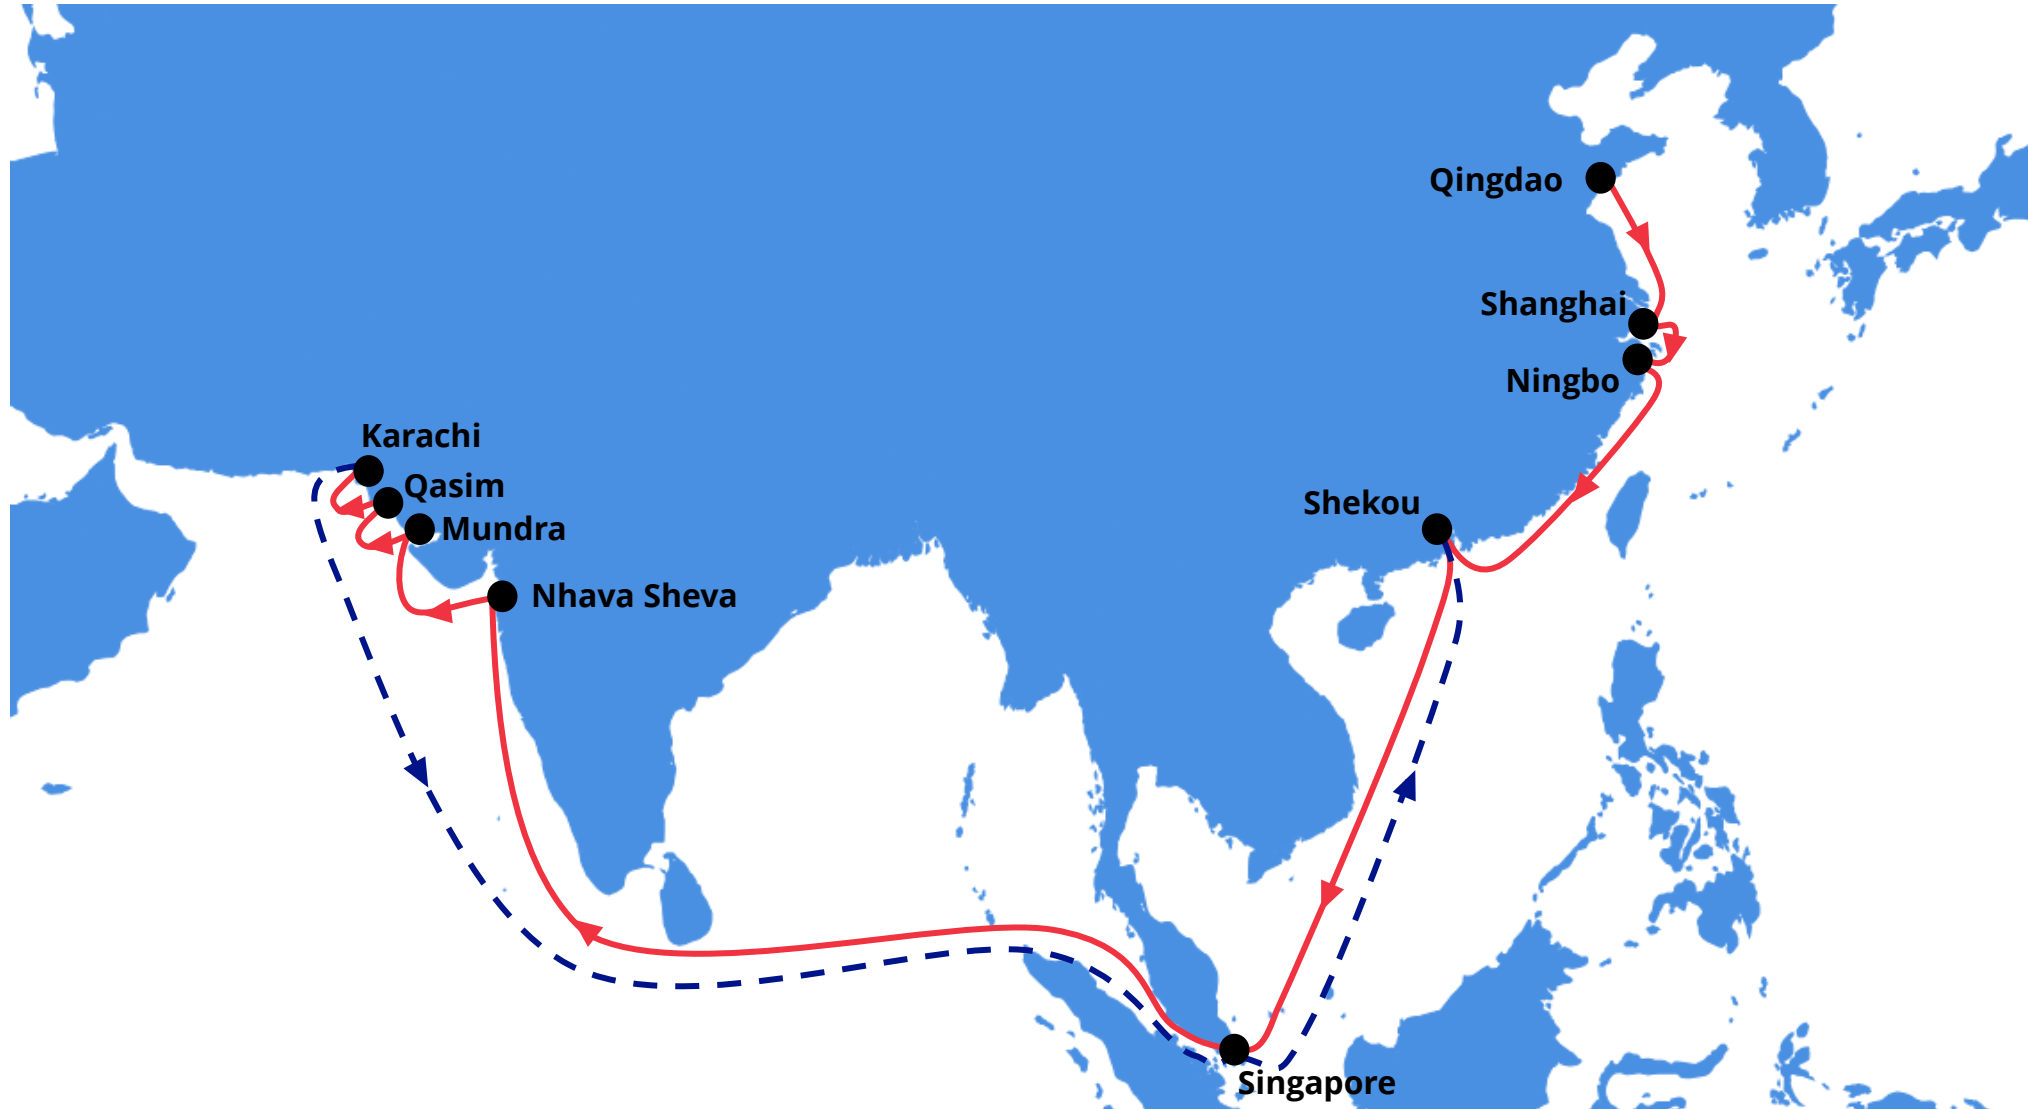 Qingdao
Shanghai
Ningbo
Karachi
Qasim
Shekou
Mundra
Nhava Sheva
Singapore